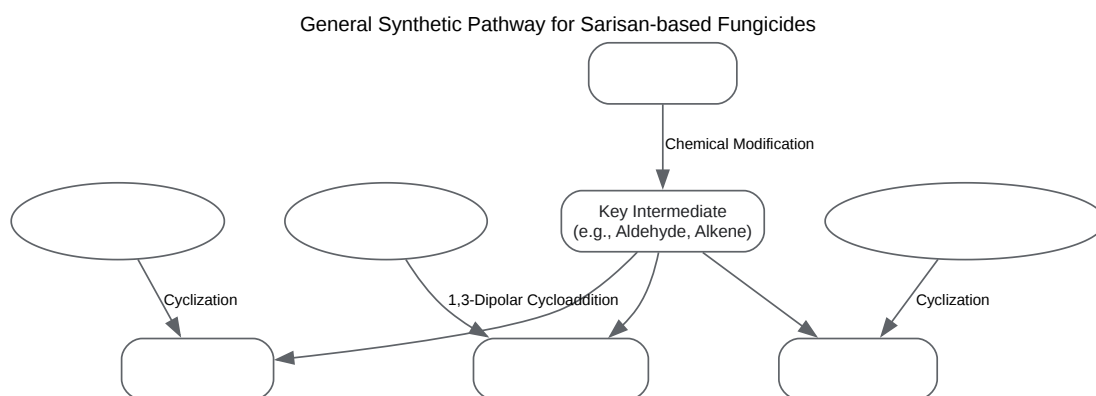 General Synthetic Pathway for Sarisan-based Fungicides
Chemical Modification
Key Intermediate
(e.g., Aldehyde, Alkene)
Cyclization
1,3-Dipolar Cycloaddition
Cyclization